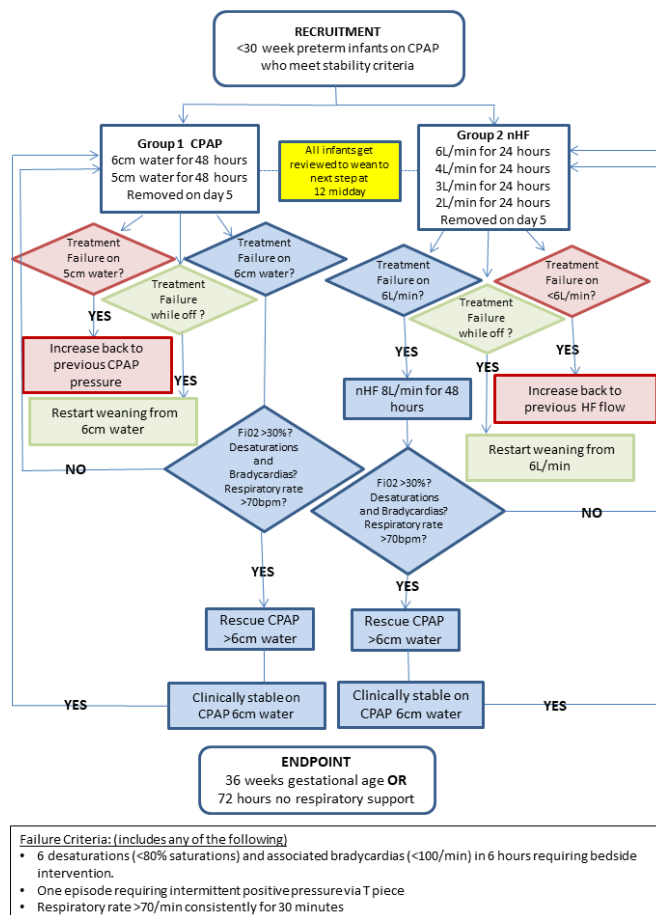 RECRUITMENT
<30 week preterm infants on CPAP
who meet stability criteria
Group 1 CPAP
6cm water for 48 hours
5cm water for 48 hours
Removed on day 5
All infants get
reviewed to wean to
next step at
12 midday
Group 2 nHF
6L/min for 24 hours
4L/min for 24 hours
3L/min for 24 hours
2L/min for 24 hours
Removed on day 5
Treatment
Failure on
5cm water?
Treatment
Failure
while off ?
Treatment
Failure on
6cm water?
Treatment
Failure on
6L/min?
Treatment
Failure
while off ?
Treatment
Failure on
<6L/min?
YES
YES
YES
YES
YES
Increase back to
previous CPAP
pressure
Restart weaning from
6cm water
nHF 8L/min for 48
hours
Increase back to
previous HF flow
Restart weaning from
6L/min
Fi02 >30%?
Desaturations
and
Bradycardias?
Respiratory rate
>70bpm?
NO
Fi02 >30%?
Desaturations
and Bradycardias?
Respiratory rate
>70bpm?
NO
YES
YES
Rescue CPAP
>6cm water
Rescue CPAP
>6cm water
YES
Clinically stable on
CPAP 6cm water
Clinically stable on
CPAP 6cm water
YES
ENDPOINT
36 weeks gestational age OR
72 hours no respiratory support
Failure Criteria: (includes any of the following)
• 6 desaturations (<80% saturations) and associated bradycardias (<100/min) in 6 hours requiring bedside
intervention.
• One episode requiring intermittent positive pressure via T piece
• Respiratory rate >70/min consistently for 30 minutes